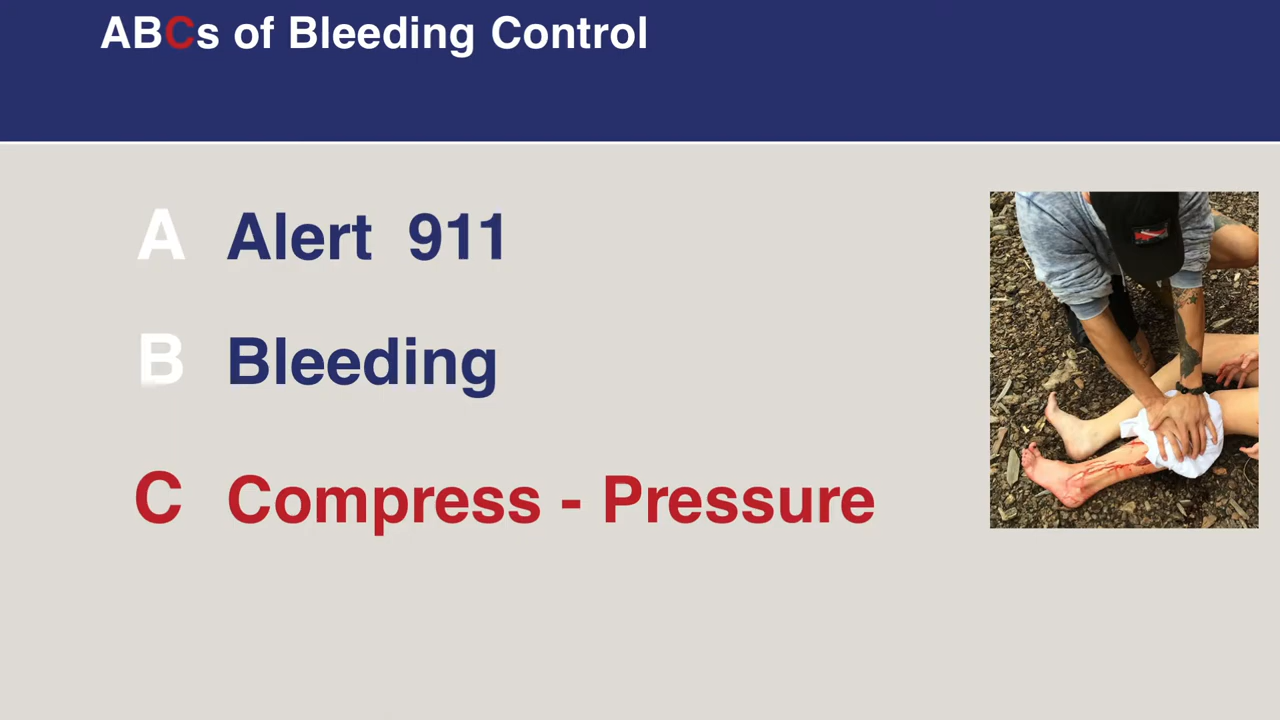 ABCs of Bleeding Control
A Alert 911
B Bleeding
C Compress - Pressure